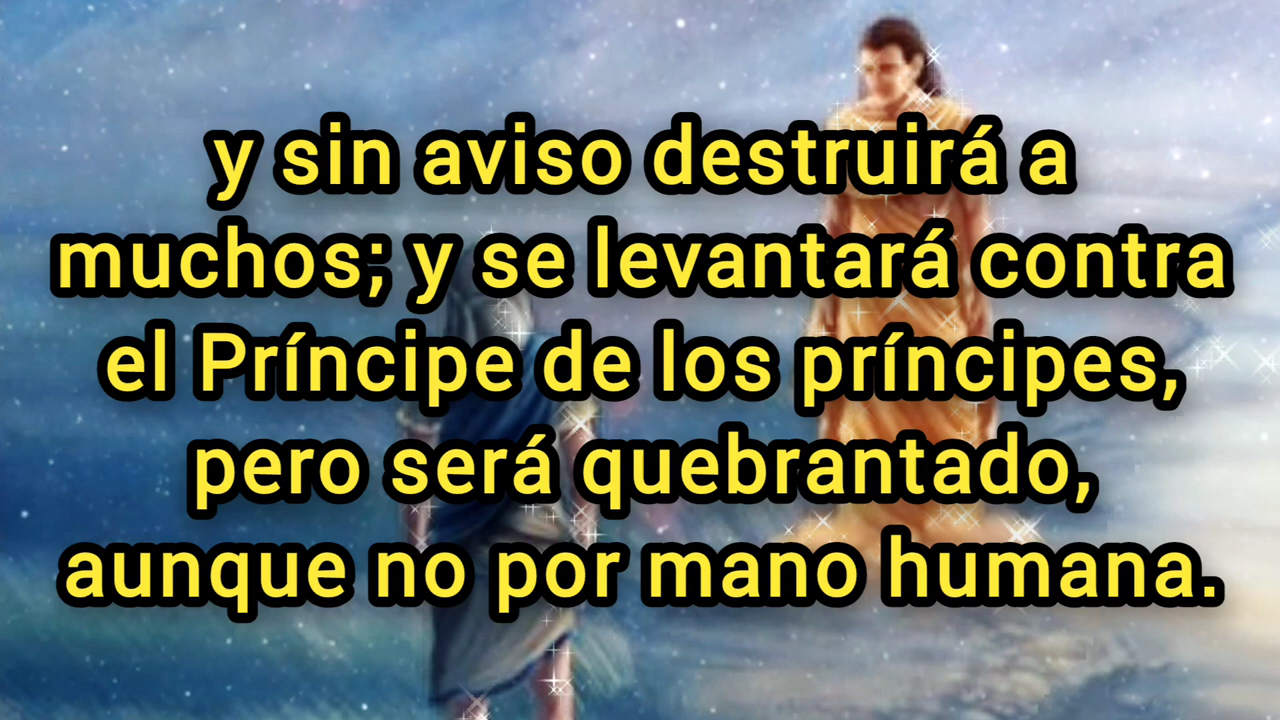 y sin aviso destruirá a
muchos; y se levantará contra
el Príncipe de los príncipes,
pero será quebrantado,
aunque no por mano humana.